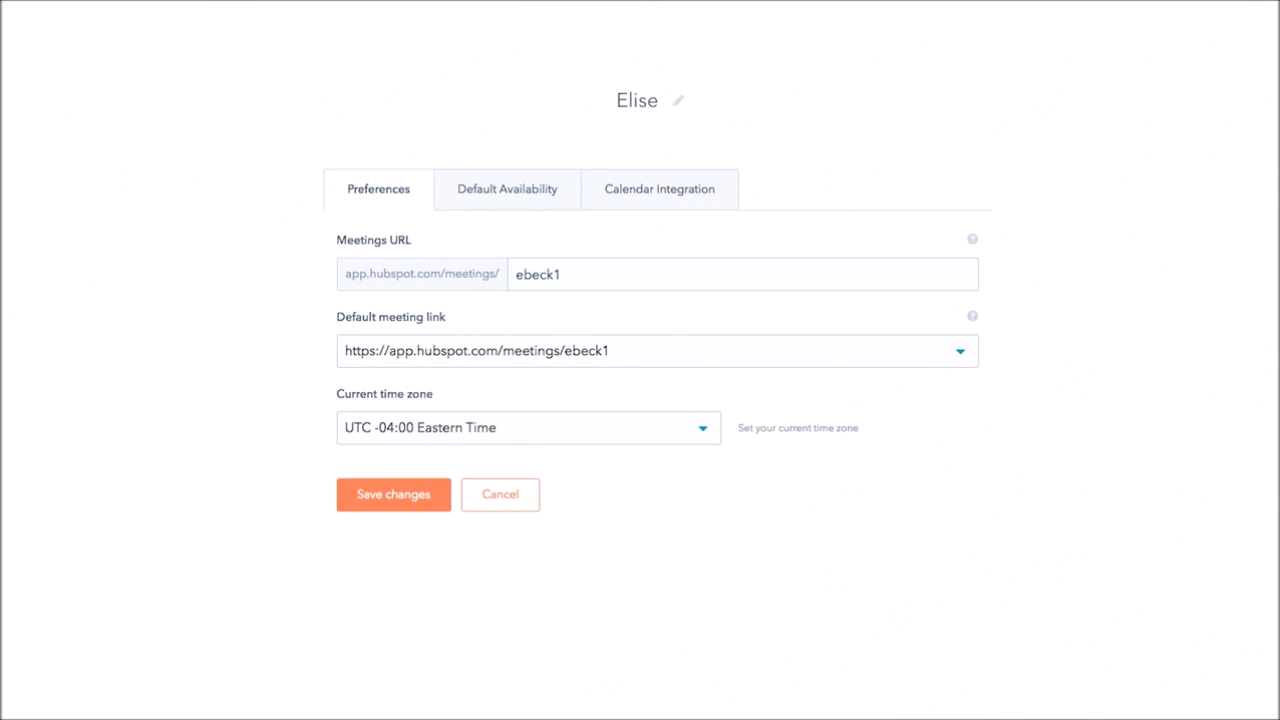 Elise
Preferences Default Availability Calendar Integration
Meetings URL
app.hubspot.com/meetings/ ebeck1
Default meeting link
https://app.hubspot.com/meetings/ebeck1
Current time zone
UTC -04:00 Eastern Time Set your current time zone
Save changes Cancel